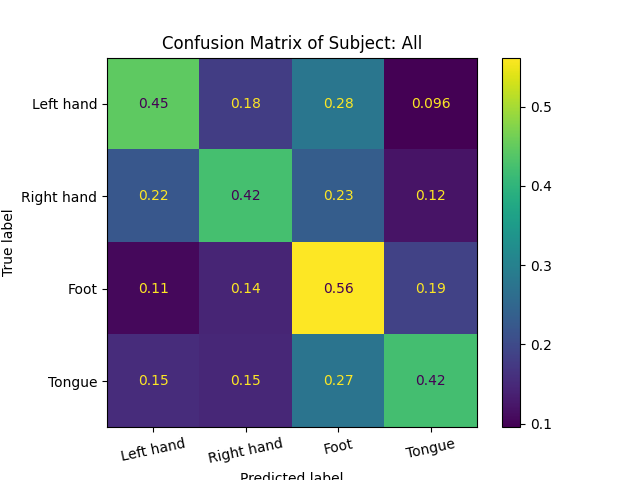 Confusion Matrix of Subject: All
Left hand 0.45 0.18 0.28 0.096
Right hand 0.22 0.42 0.23 0.12
Foot 0.11 0.14 0.56 0.19
Tongue 0.15 0.15 0.27 0.42
Left hand Right hand Foot Tongue
Predicted label
True label
0.5
0.4
0.3
0.2
0.1